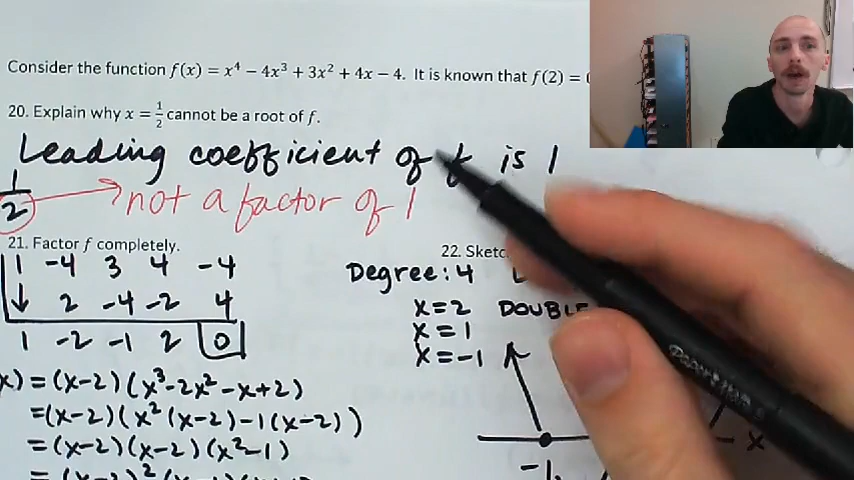 Consider the function f(x) = x⁴ − 4x³ + 3x² + 4x − 4. It is known that f(2) =
20. Explain why x = 1/2 cannot be a root of f.
Leading coefficient of f is 1
1/2 → not a factor of 1
21. Factor f completely.
1 -4 3 4 -4
↓ 2 -4 -2 4
1 -2 -1 2 0
x) = (x-2)(x³-2x²-x+2)
=(x-2)(x²(x-2)-1(x-2))
=(x-2)(x-2)(x²-1)
22. Sketc
Degree: 4
x=2 DOUBLE
x=1
x=-1
-1
x